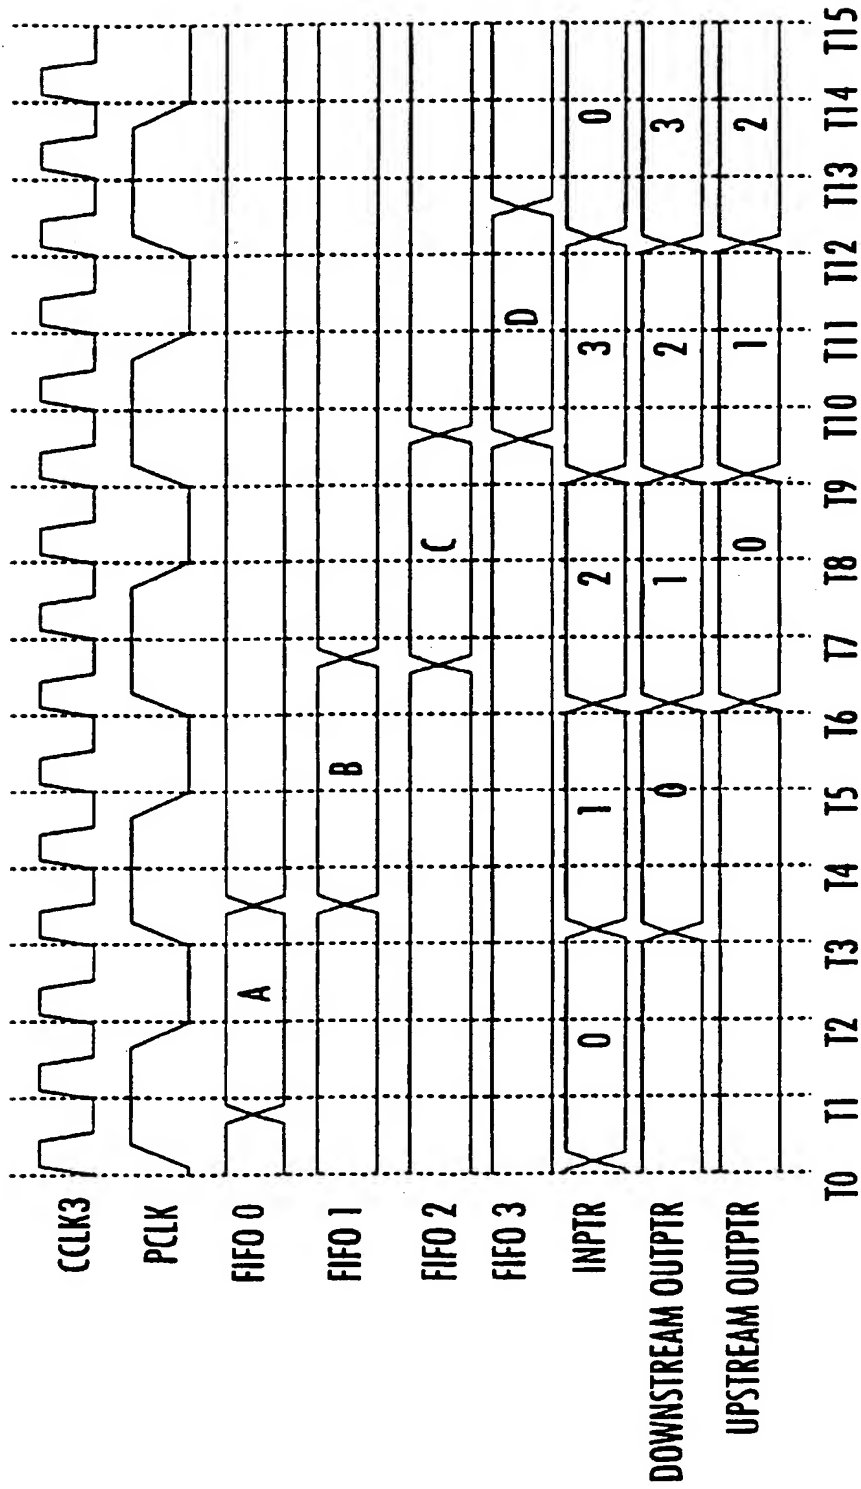 CCLK3
PCLK
FIFO 0 A
FIFO 1 B
FIFO 2 C
FIFO 3 D
INPTR 0 1 2 3 0
DOWNSTREAM OUTPTR 0 1 2 3
UPSTREAM OUTPTR 0 1 2
T0 T1 T2 T3 T4 T5 T6 T7 T8 T9 T10 T11 T12 T13 T14 T15